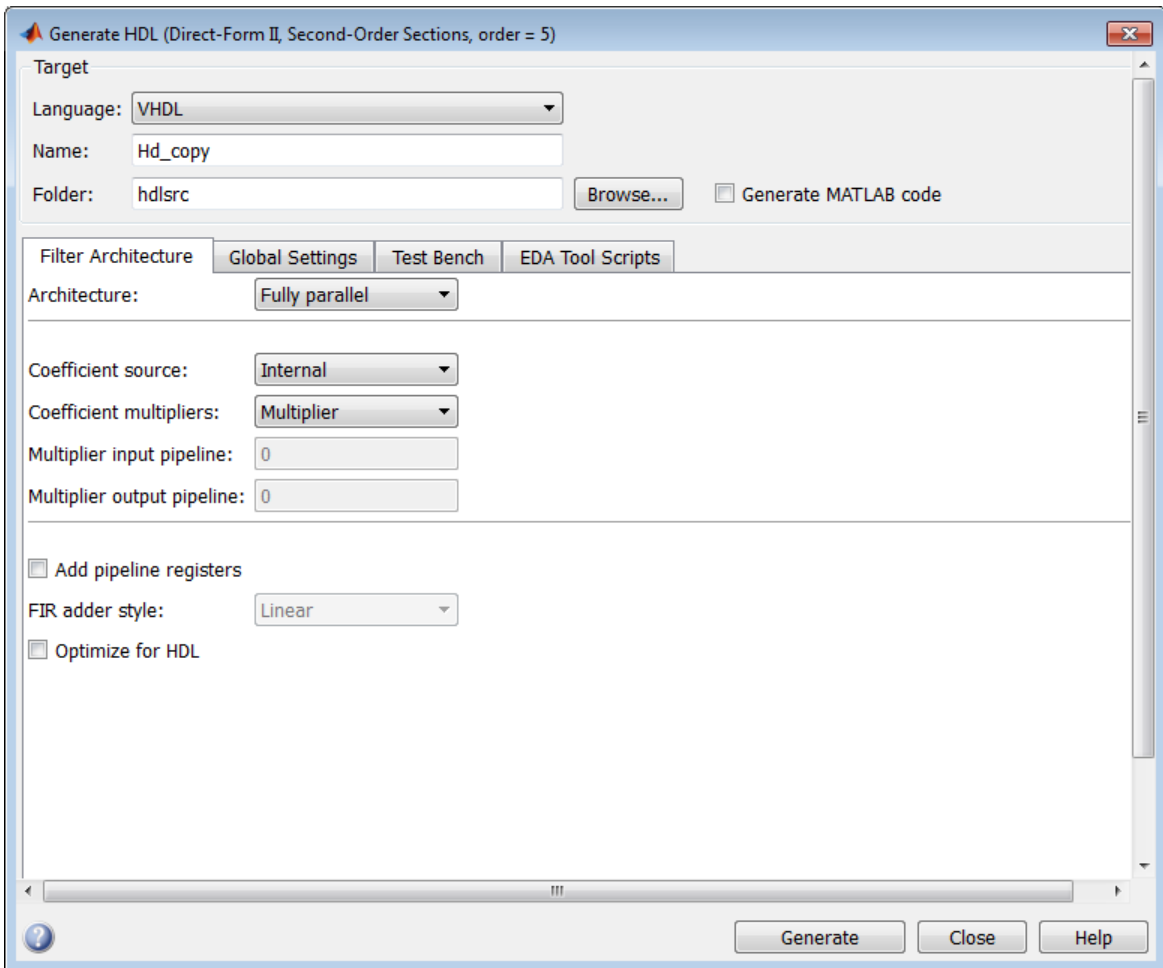 Generate HDL (Direct-Form II, Second-Order Sections, order = 5)
Target
Language: VHDL
Name: Hd_copy
Folder: hdlsrc Browse... Generate MATLAB code
Filter Architecture Global Settings Test Bench EDA Tool Scripts
Architecture: Fully parallel
Coefficient source: Internal
Coefficient multipliers: Multiplier
Multiplier input pipeline: 0
Multiplier output pipeline: 0
Add pipeline registers
FIR adder style: Linear
Optimize for HDL
? Generate Close Help